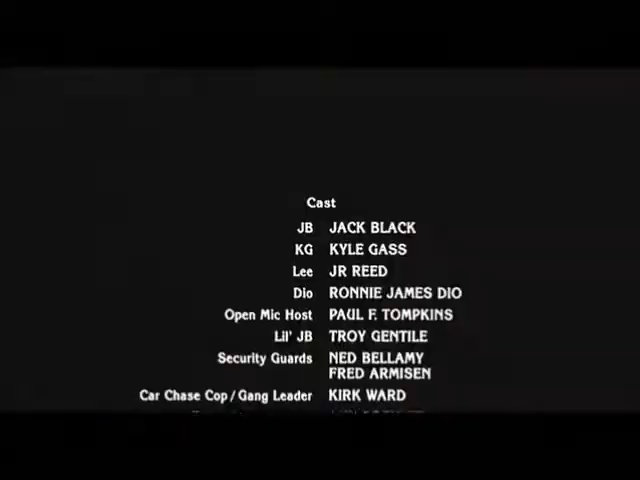 Cast
JB JACK BLACK
KG KYLE GASS
Lee JR REED
Dio RONNIE JAMES DIO
Open Mic Host PAUL F. TOMPKINS
Lil' JB TROY GENTILE
Security Guards NED BELLAMY
FRED ARMISEN
Car Chase Cop / Gang Leader KIRK WARD